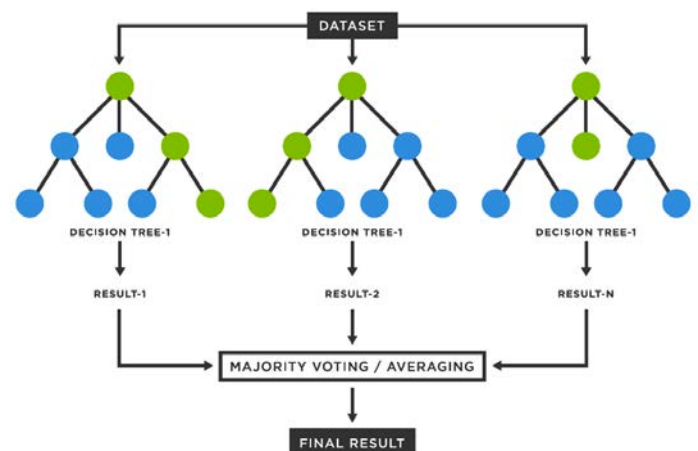 DATASET
DECISION TREE-1
DECISION TREE-1
DECISION TREE-1
RESULT-1
RESULT-2
RESULT-N
MAJORITY VOTING / AVERAGING
FINAL RESULT